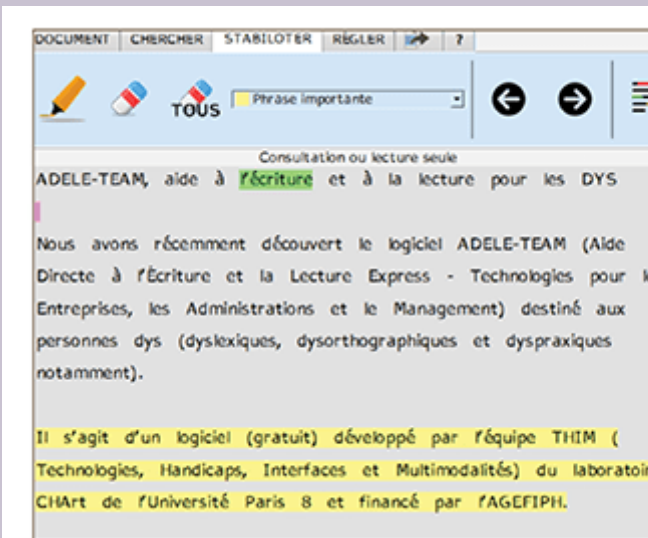 DOCUMENT CHERCHER STABILOTER RÈGLER ?
TOUS Phrase importante
Consultation ou lecture seule
ADELE-TEAM, aide à l'écriture et à la lecture pour les DYS
Nous avons récemment découvert le logiciel ADELE-TEAM (Aide
Directe à l'Écriture et la Lecture Express - Technologies pour
Entreprises, les Administrations et le Management) destiné aux
personnes dys (dyslexiques, dysorthographiques et dyspraxiques
notamment).
Il s'agit d'un logiciel (gratuit) développé par l'équipe THIM (
Technologies, Handicaps, Interfaces et Multimodalités) du laboratoi
CHArt de l'Université Paris 8 et financé par l'AGEFIPH.